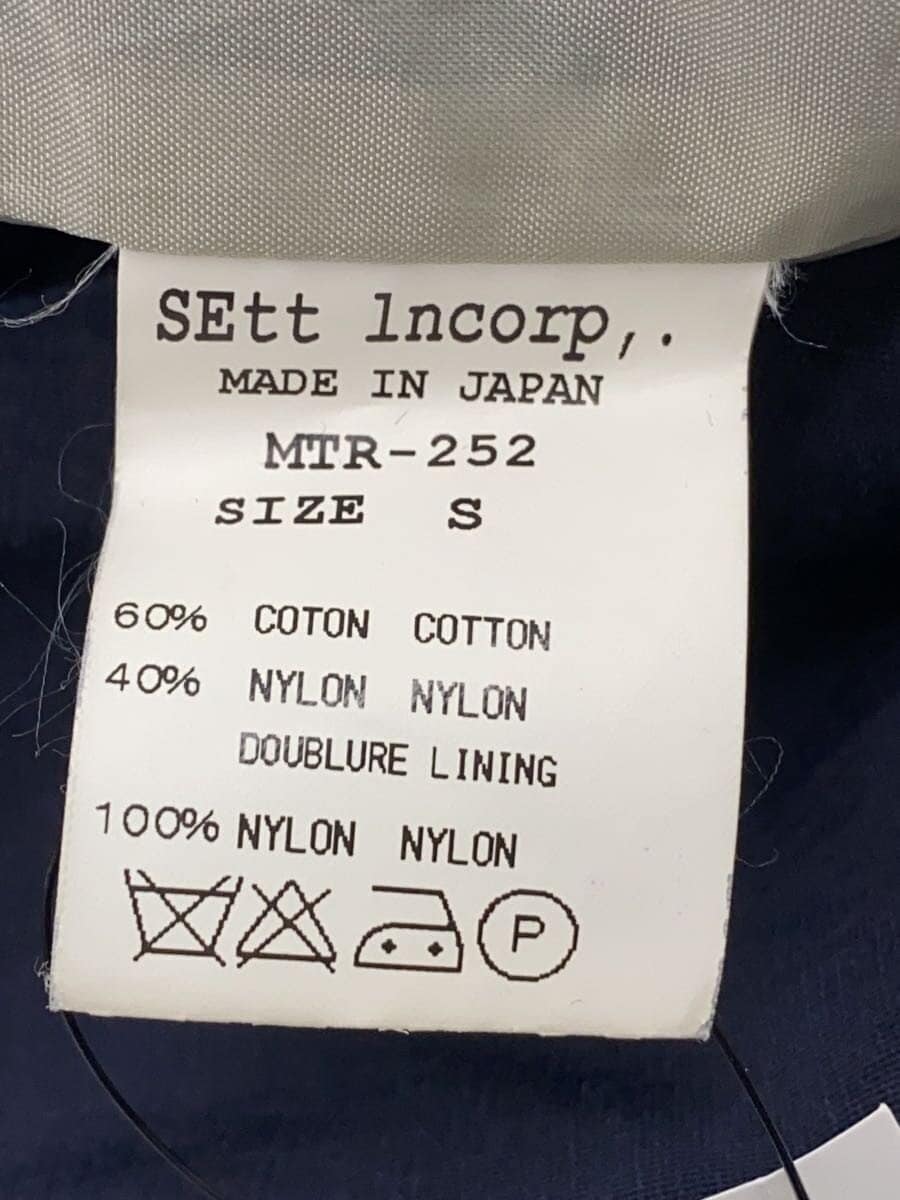 SEtt lncorp,.
MADE IN JAPAN
MTR-252
SIZE S
60% COTON COTTON
40% NYLON NYLON
DOUBLURE LINING
100% NYLON NYLON
P